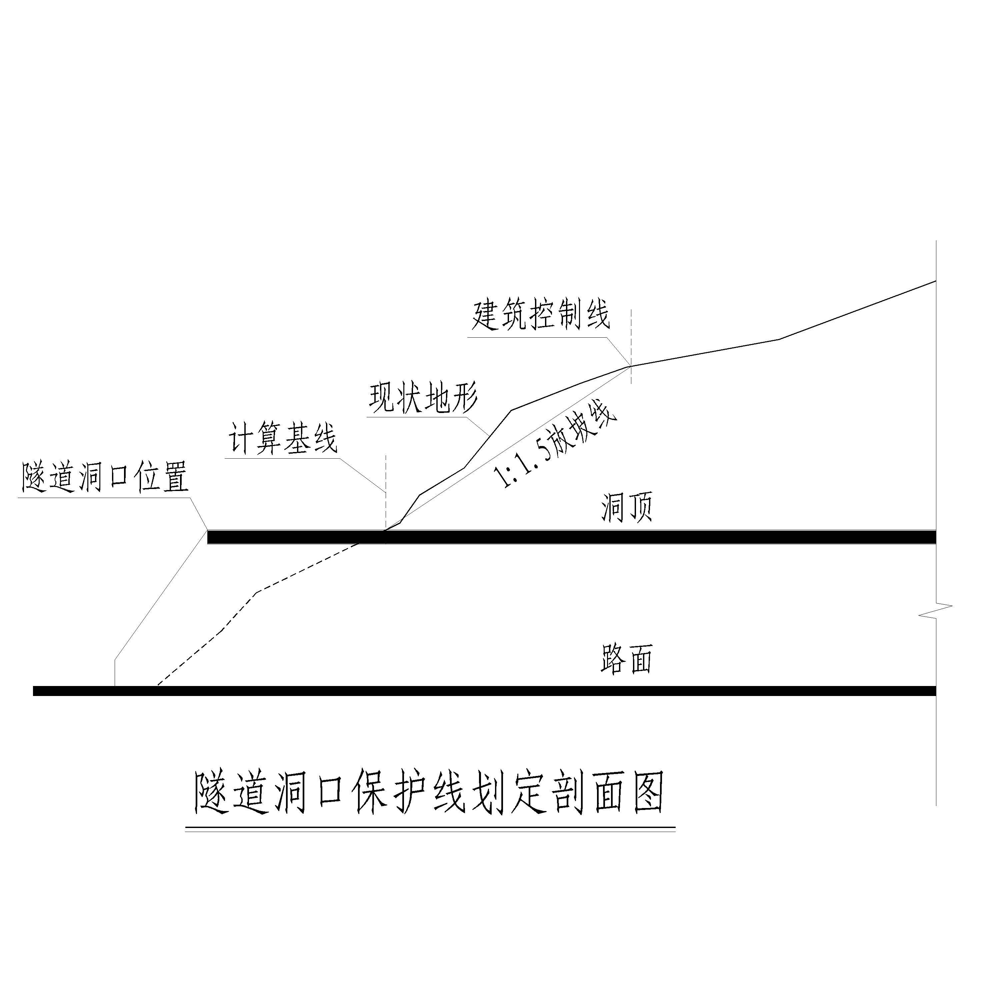 建筑控制线
现状地形
计算基线
1:1.5放坡线
隧道洞口位置
洞顶
路面
隧道洞口保护线划定剖面图